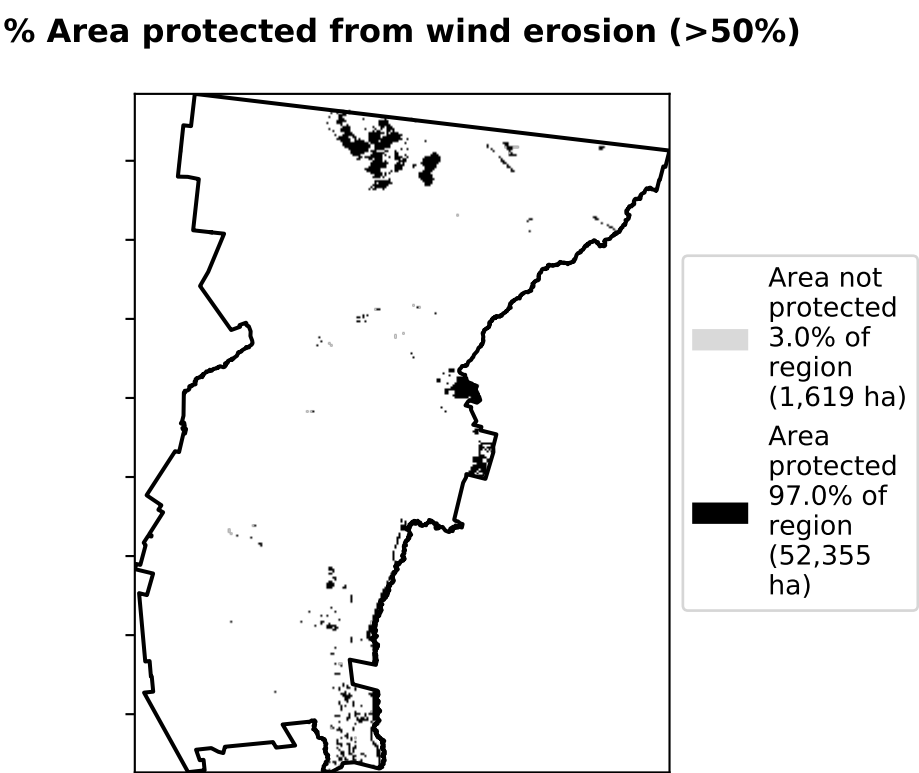 % Area protected from wind erosion (>50%)
Area not
protected
3.0% of
region
(1,619 ha)
Area
protected
97.0% of
region
(52,355
ha)